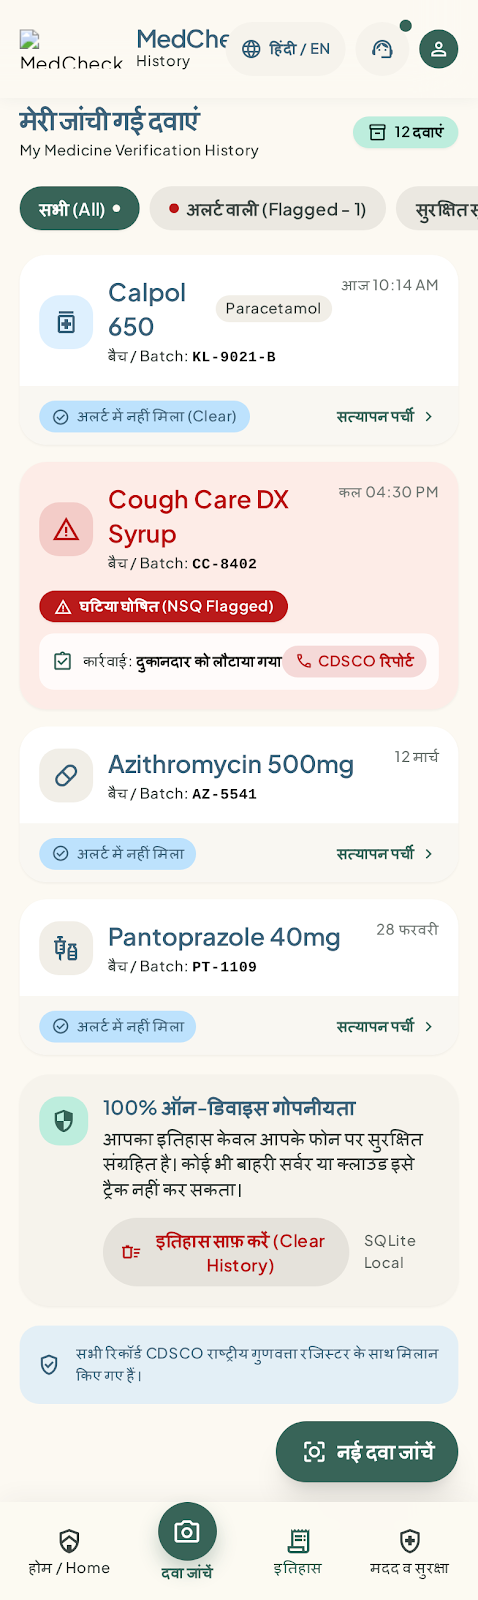 MedCheck
MedChe
History
हिंदी / EN
मेरी जांची गई दवाएं
My Medicine Verification History
12 दवाएं
सभी (All)
अलर्ट वाली (Flagged - 1)
सुरक्षित
Calpol
650
Paracetamol
आज 10:14 AM
बैच / Batch: KL-9021-B
अलर्ट में नहीं मिला (Clear)
सत्यापन पर्ची
Cough Care DX
Syrup
कल 04:30 PM
बैच / Batch: CC-8402
घटिया घोषित (NSQ Flagged)
कार्रवाई: दुकानदार को लौटाया गया
CDSCO रिपोर्ट
Azithromycin 500mg
12 मार्च
बैच / Batch: AZ-5541
अलर्ट में नहीं मिला
सत्यापन पर्ची
Pantoprazole 40mg
28 फरवरी
बैच / Batch: PT-1109
अलर्ट में नहीं मिला
सत्यापन पर्ची
100% ऑन-डिवाइस गोपनीयता
आपका इतिहास केवल आपके फोन पर सुरक्षित
संग्रहित है। कोई भी बाहरी सर्वर या क्लाउड इसे
ट्रैक नहीं कर सकता।
इतिहास साफ़ करें (Clear
History)
SQLite
Local
सभी रिकॉर्ड CDSCO राष्ट्रीय गुणवत्ता रजिस्टर के साथ मिलान
किए गए हैं।
नई दवा जांचें
होम / Home
दवा जांचें
इतिहास
मदद व सुरक्षा